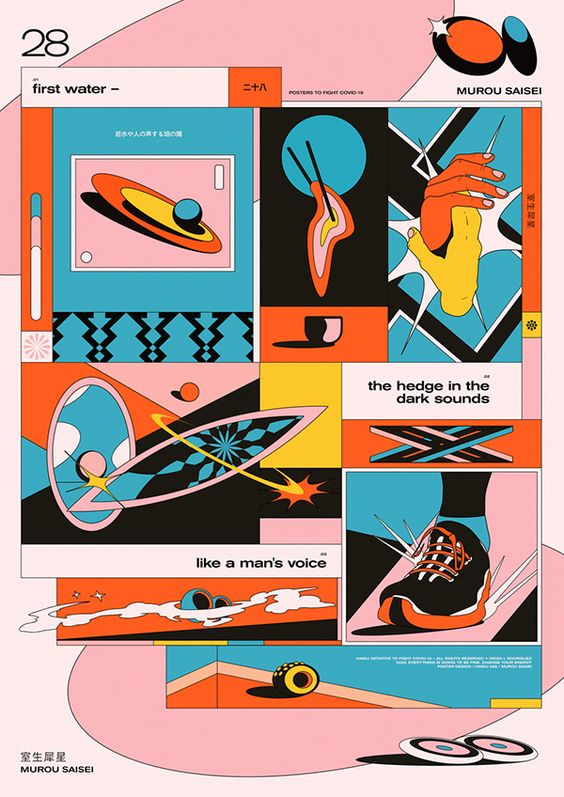 28
.01
first water –
二十八
POSTERS TO FIGHT COVID-19
MUROU SAISEI
若水や人の声する垣の闇
室生犀星
.02
the hedge in the
dark sounds
.03
like a man's voice
HAIKU INITIATIVE TO FIGHT COVID-19 - ALL RIGHTS RESERVED © DIEGO L RODRIGUEZ
2020. EVERYTHING IS GOING TO BE FINE. CHANGE YOUR ENERGY
POSTER DESIGN / HAIKU 028 / MUROU SAISEI
室生犀星
MUROU SAISEI